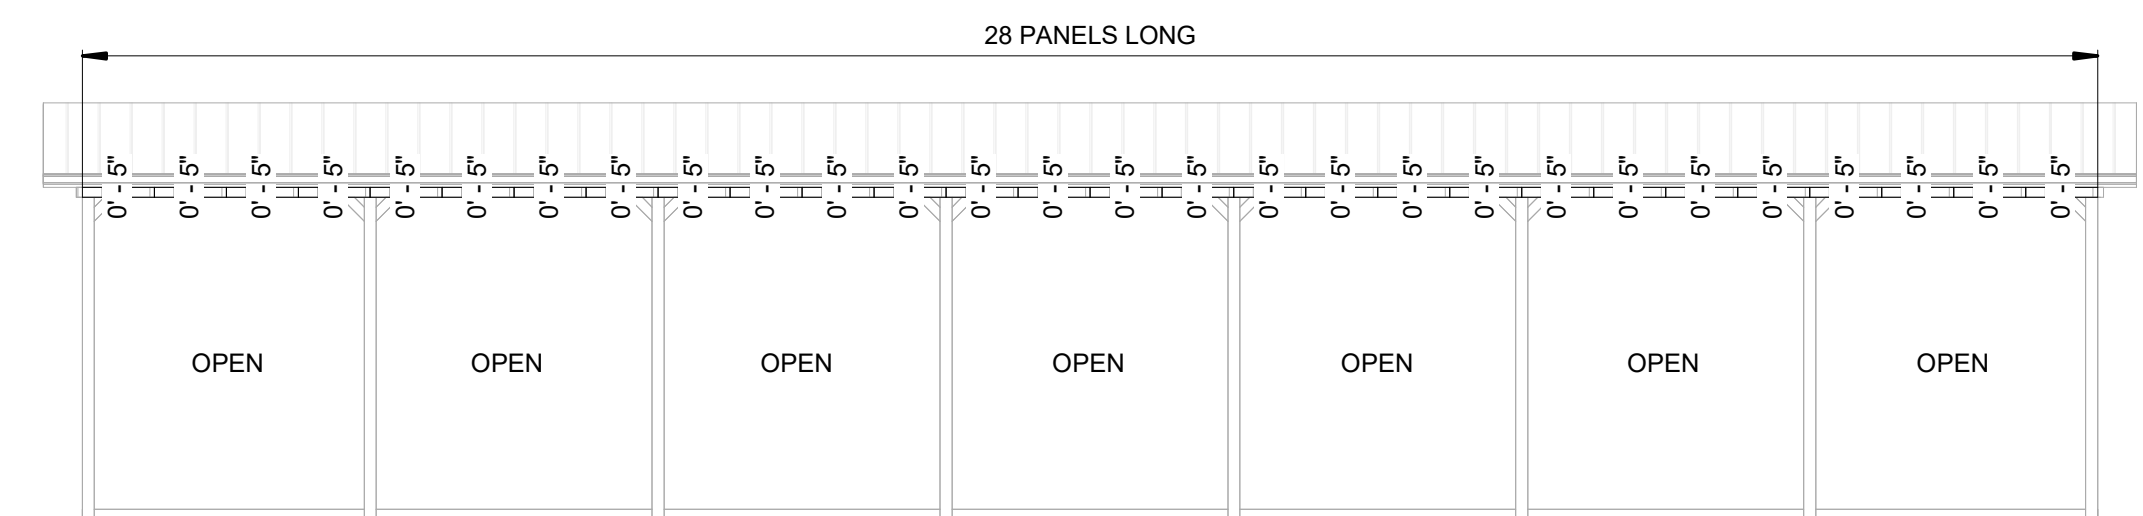 28 PANELS LONG
0' - 5" 0' - 5" 0' - 5" 0' - 5" 0' - 5" 0' - 5" 0' - 5" 0' - 5" 0' - 5" 0' - 5" 0' - 5" 0' - 5" 0' - 5" 0' - 5" 0' - 5" 0' - 5" 0' - 5" 0' - 5" 0' - 5" 0' - 5" 0' - 5" 0' - 5" 0' - 5" 0' - 5" 0' - 5" 0' - 5" 0' - 5" 0' - 5"
OPEN OPEN OPEN OPEN OPEN OPEN OPEN